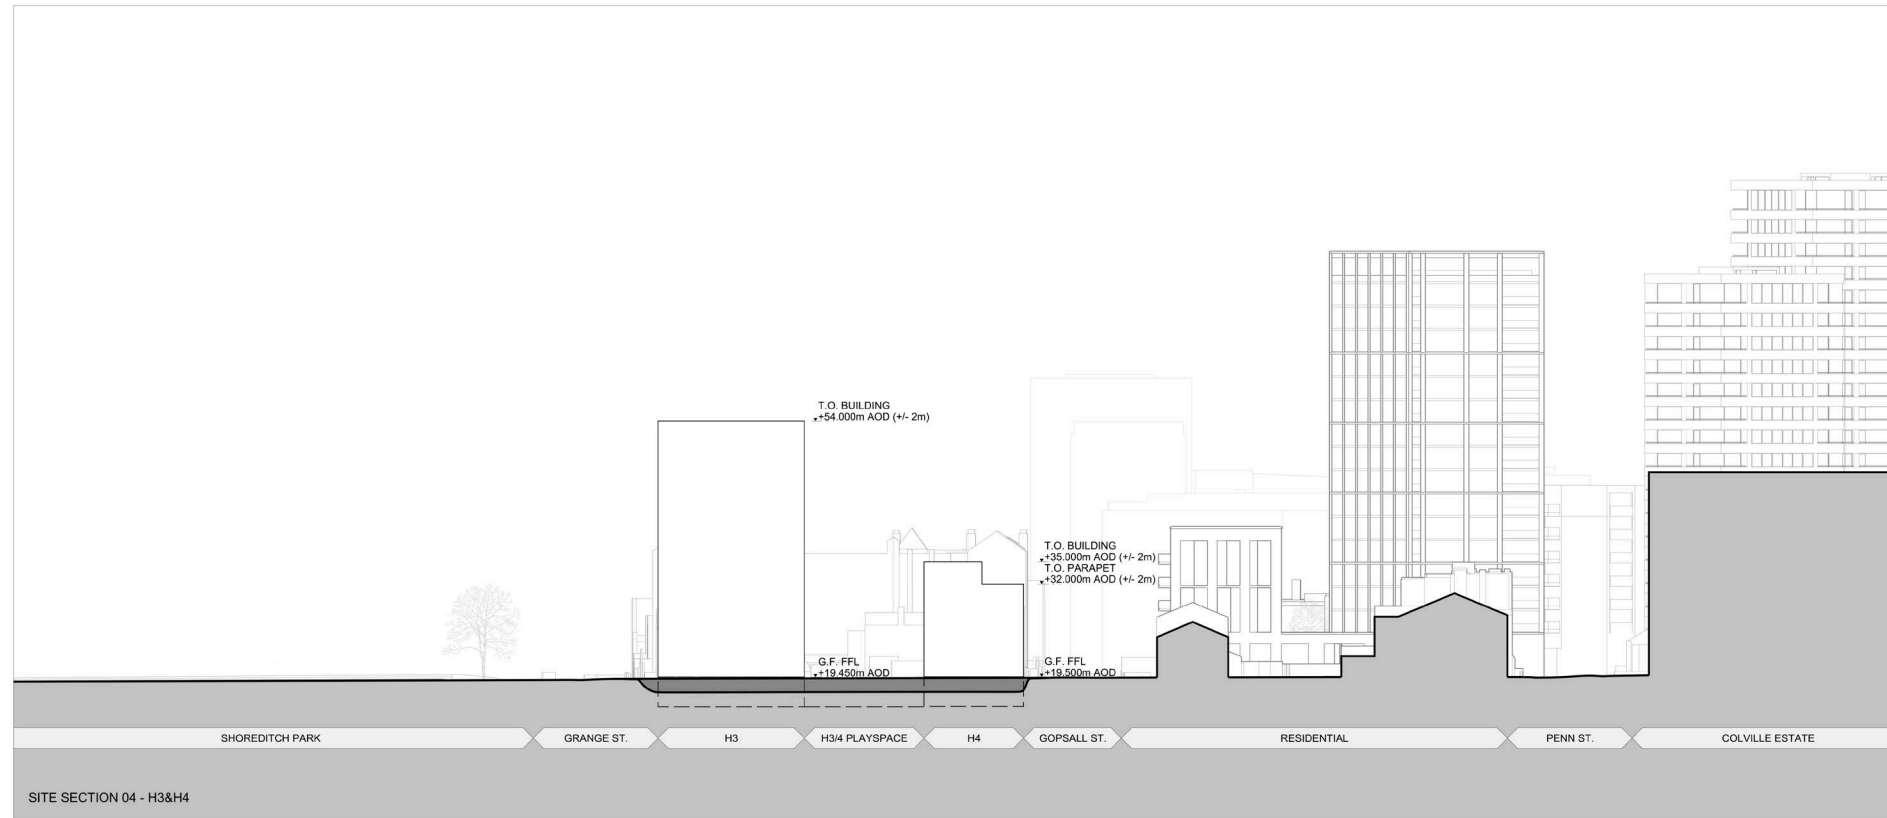 T.O. BUILDING
+54.000m AOD (+/- 2m)
T.O. BUILDING
+35.000m AOD (+/- 2m)
T.O. PARAPET
+32.000m AOD (+/- 2m)
G.F. FFL
+19.450m AOD
G.F. FFL
+19.500m AOD
SHOREDITCH PARK
GRANGE ST.
H3
H3/4 PLAYSPACE
H4
GOPSALL ST.
RESIDENTIAL
PENN ST.
COLVILLE ESTATE
SITE SECTION 04 - H3&H4